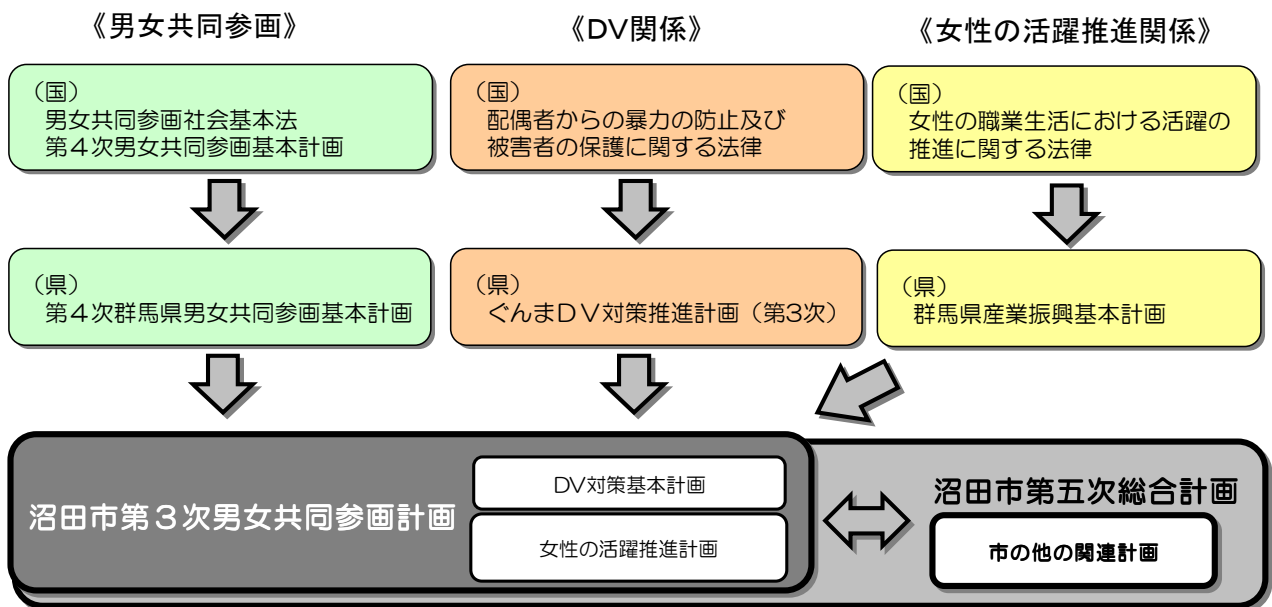 《男女共同参画》
《DV関係》
《女性の活躍推進関係》
（国）
男女共同参画社会基本法
第４次男女共同参画基本計画
（国）
配偶者からの暴力の防止及び
被害者の保護に関する法律
（国）
女性の職業生活における活躍の
推進に関する法律
（県）
第４次群馬県男女共同参画基本計画
（県）
ぐんまＤＶ対策推進計画（第3次）
（県）
群馬県産業振興基本計画
沼田市第３次男女共同参画計画
DV対策基本計画
女性の活躍推進計画
沼田市第五次総合計画
市の他の関連計画